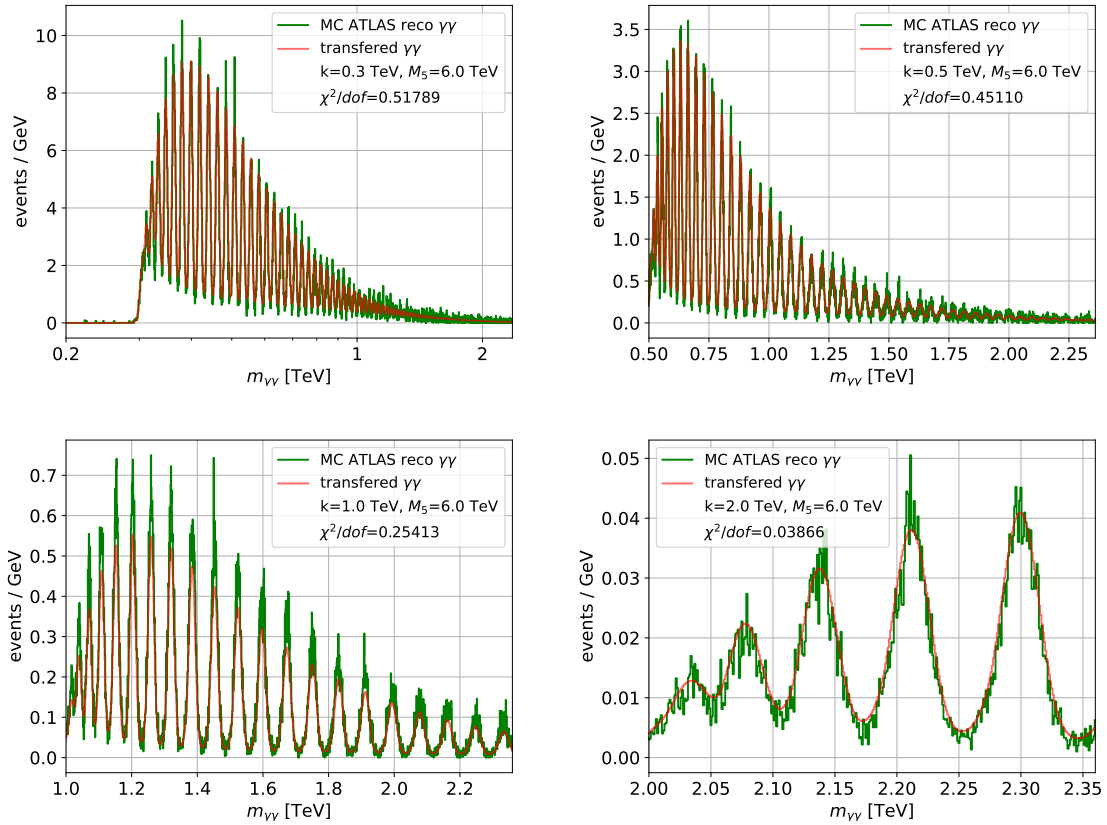 MC ATLAS reco γγ
transfered γγ
k=0.3 TeV, M₅=6.0 TeV
χ²/dof=0.51789
10
8
6
4
2
0
events / GeV
0.2
1
2
mγγ [TeV]
MC ATLAS reco γγ
transfered γγ
k=0.5 TeV, M₅=6.0 TeV
χ²/dof=0.45110
3.5
3.0
2.5
2.0
1.5
1.0
0.5
0.0
events / GeV
0.50 0.75 1.00 1.25 1.50 1.75 2.00 2.25
mγγ [TeV]
MC ATLAS reco γγ
transfered γγ
k=1.0 TeV, M₅=6.0 TeV
χ²/dof=0.25413
0.7
0.6
0.5
0.4
0.3
0.2
0.1
0.0
events / GeV
1.0 1.2 1.4 1.6 1.8 2.0 2.2
mγγ [TeV]
MC ATLAS reco γγ
transfered γγ
k=2.0 TeV, M₅=6.0 TeV
χ²/dof=0.03866
0.05
0.04
0.03
0.02
0.01
0.00
events / GeV
2.00 2.05 2.10 2.15 2.20 2.25 2.30 2.35
mγγ [TeV]